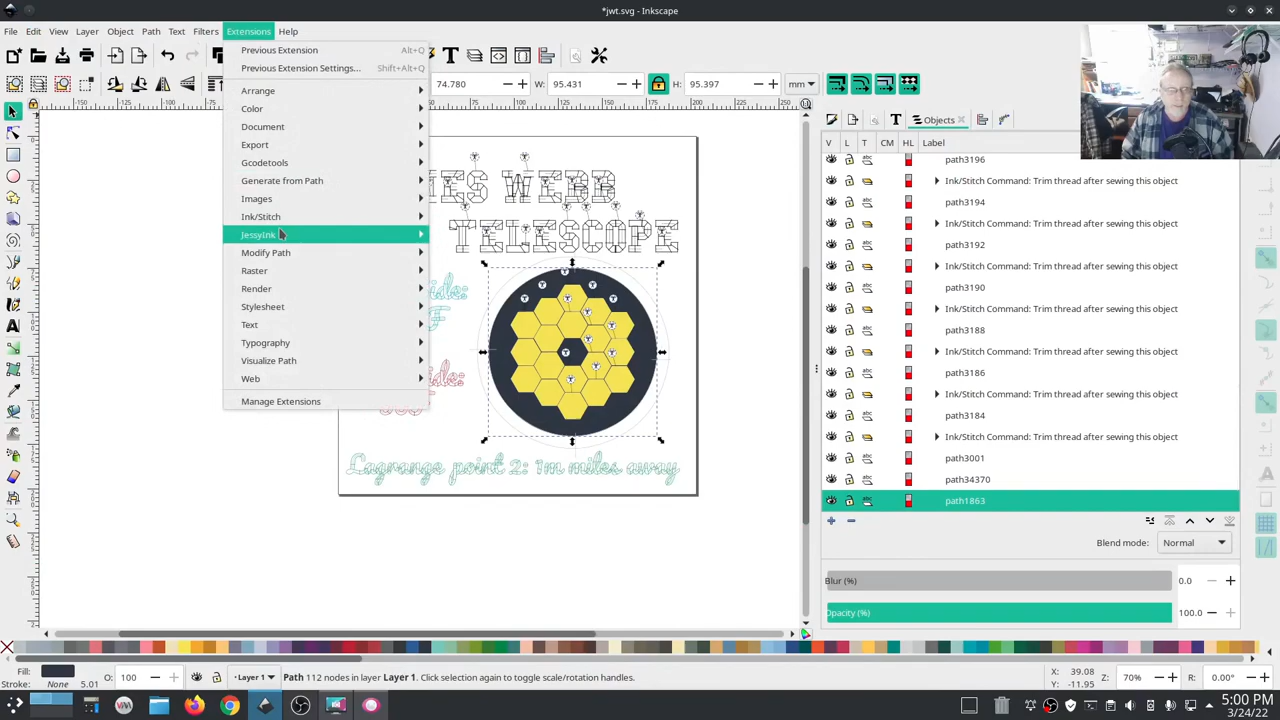 *jwt.svg - Inkscape
File Edit View Layer Object Path Text Filters Extensions Help
Previous Extension Alt+Q
Previous Extension Settings... Shift+Alt+Q
Arrange
Color
Document
Export
Gcodetools
Generate from Path
Images
Ink/Stitch
JessyInk
Modify Path
Raster
Render
Stylesheet
Text
Typography
Visualize Path
Web
Manage Extensions
74.780 W: 95.431 H: 95.397 mm
WEBB
TELESCOPE
Lagrange point 2: 1m miles away
Objects
V L T CM HL Label
path3196
Ink/Stitch Command: Trim thread after sewing this object
path3194
Ink/Stitch Command: Trim thread after sewing this object
path3192
Ink/Stitch Command: Trim thread after sewing this object
path3190
Ink/Stitch Command: Trim thread after sewing this object
path3188
Ink/Stitch Command: Trim thread after sewing this object
path3186
Ink/Stitch Command: Trim thread after sewing this object
path3184
Ink/Stitch Command: Trim thread after sewing this object
path3001
path34370
path1863
Blend mode: Normal
Blur (%) 0.0
Opacity (%) 100.0
Fill:
Stroke: None 5.01
O: 100
Layer 1
Path 112 nodes in Layer 1. Click selection again to toggle scale/rotation handles.
X: 39.08
Y: -11.95
Z: 70%
R: 0.00°
5:00 PM
3/24/22